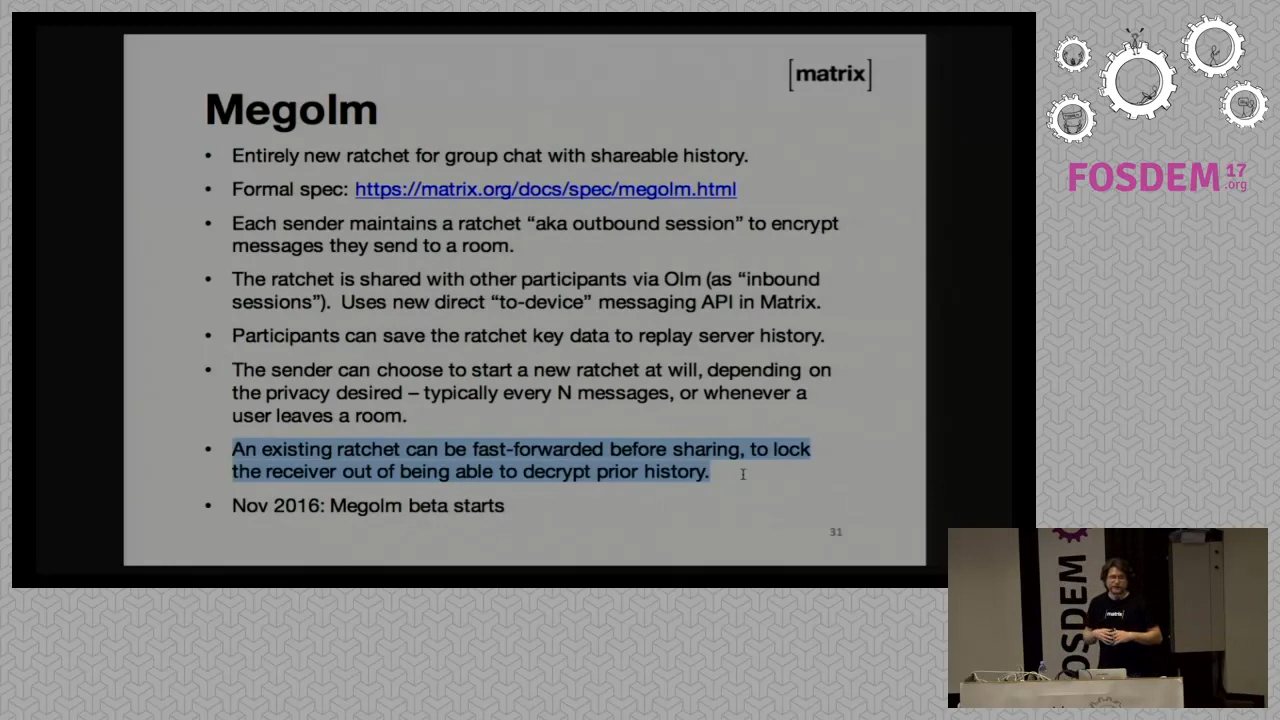 [matrix]
Megolm
• Entirely new ratchet for group chat with shareable history.
• Formal spec: https://matrix.org/docs/spec/megolm.html
• Each sender maintains a ratchet “aka outbound session” to encrypt
messages they send to a room.
• The ratchet is shared with other participants via Olm (as “inbound
sessions”). Uses new direct “to-device” messaging API in Matrix.
• Participants can save the ratchet key data to replay server history.
• The sender can choose to start a new ratchet at will, depending on
the privacy desired – typically every N messages, or whenever a
user leaves a room.
• An existing ratchet can be fast-forwarded before sharing, to lock
the receiver out of being able to decrypt prior history.
• Nov 2016: Megolm beta starts
31
FOSDEM 17
.org
OSDEM
[matrix]